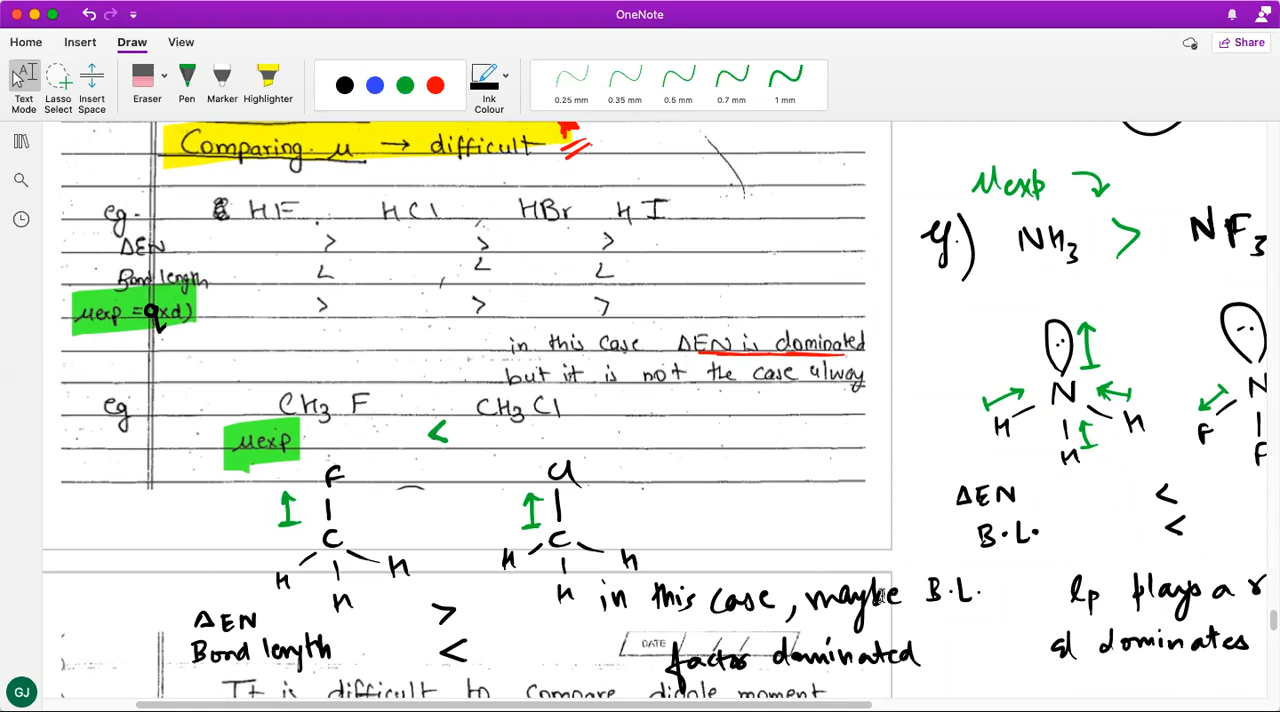 OneNote
Home Insert Draw View
Share
Text Mode
Lasso Select
Insert Space
Eraser
Pen
Marker
Highlighter
Ink Colour
0.25 mm 0.35 mm 0.5 mm 0.7 mm 1 mm
Comparing μ → difficult
eg. HF, HCl, HBr HI
ΔEN > > >
Bond length < < <
μexp = q×d) > > >
in this case ΔEN is dominated
but it is not the case alway
eg CH3F CH3Cl
μexp <
F
C
H H H
Cl
C
H H H
ΔEN >
Bond length <
in this case, maybe B.L.
factor dominated
DATE
It is difficult to compare dipole moment
μexp
eg.) NH3 > NF3
N
H H H
N
F F
ΔEN <
B.L. <
lp plays a r
dominates
GJ